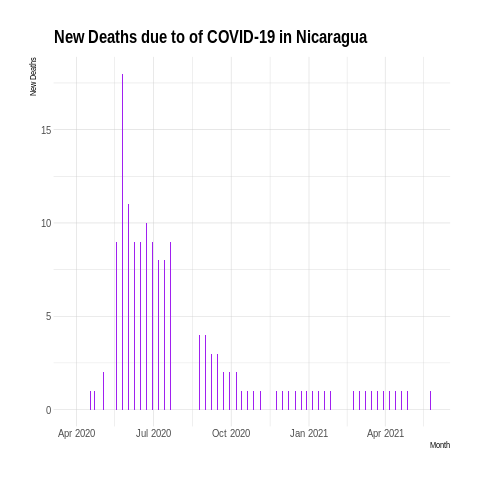 New Deaths due to of COVID-19 in Nicaragua
New Deaths
15
10
5
0
Apr 2020 Jul 2020 Oct 2020 Jan 2021 Apr 2021
Month